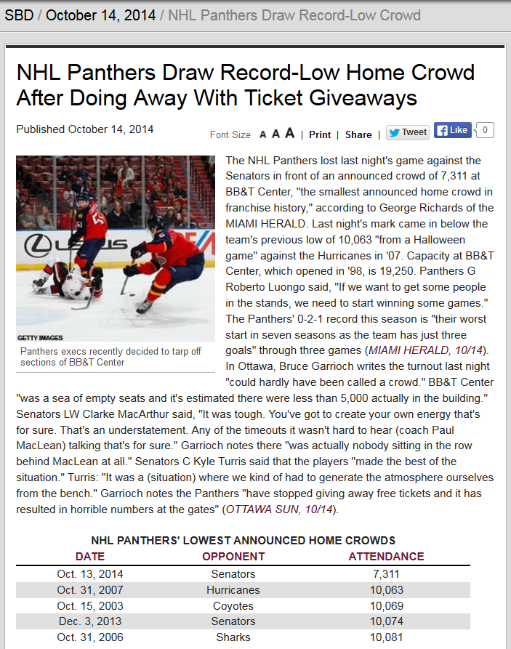 SBD / October 14, 2014 / NHL Panthers Draw Record-Low Crowd
NHL Panthers Draw Record-Low Home Crowd
After Doing Away With Ticket Giveaways
Published October 14, 2014
Font Size A A A | Print | Share | Tweet Like 0
The NHL Panthers lost last night's game against the
Senators in front of an announced crowd of 7,311 at
BB&T Center, "the smallest announced home crowd in
franchise history," according to George Richards of the
MIAMI HERALD. Last night's mark came in below the
team's previous low of 10,063 "from a Halloween
game" against the Hurricanes in '07. Capacity at BB&T
Center, which opened in '98, is 19,250. Panthers G
Roberto Luongo said, "If we want to get some people
in the stands, we need to start winning some games."
The Panthers' 0-2-1 record this season is "their worst
start in seven seasons as the team has just three
goals" through three games (MIAMI HERALD, 10/14).
GETTY IMAGES
Panthers execs recently decided to tarp off
sections of BB&T Center
In Ottawa, Bruce Garrioch writes the turnout last night
"could hardly have been called a crowd." BB&T Center
"was a sea of empty seats and it's estimated there were less than 5,000 actually in the building."
Senators LW Clarke MacArthur said, "It was tough. You've got to create your own energy that's
for sure. That's an understatement. Any of the timeouts it wasn't hard to hear (coach Paul
MacLean) talking that's for sure." Garrioch notes there "was actually nobody sitting in the row
behind MacLean at all." Senators C Kyle Turris said that the players "made the best of the
situation." Turris: "It was a (situation) where we kind of had to generate the atmosphere ourselves
from the bench." Garrioch notes the Panthers "have stopped giving away free tickets and it has
resulted in horrible numbers at the gates" (OTTAWA SUN, 10/14).
NHL PANTHERS' LOWEST ANNOUNCED HOME CROWDS
DATE OPPONENT ATTENDANCE
Oct. 13, 2014 Senators 7,311
Oct. 31, 2007 Hurricanes 10,063
Oct. 15, 2003 Coyotes 10,069
Dec. 3, 2013 Senators 10,074
Oct. 31, 2006 Sharks 10,081